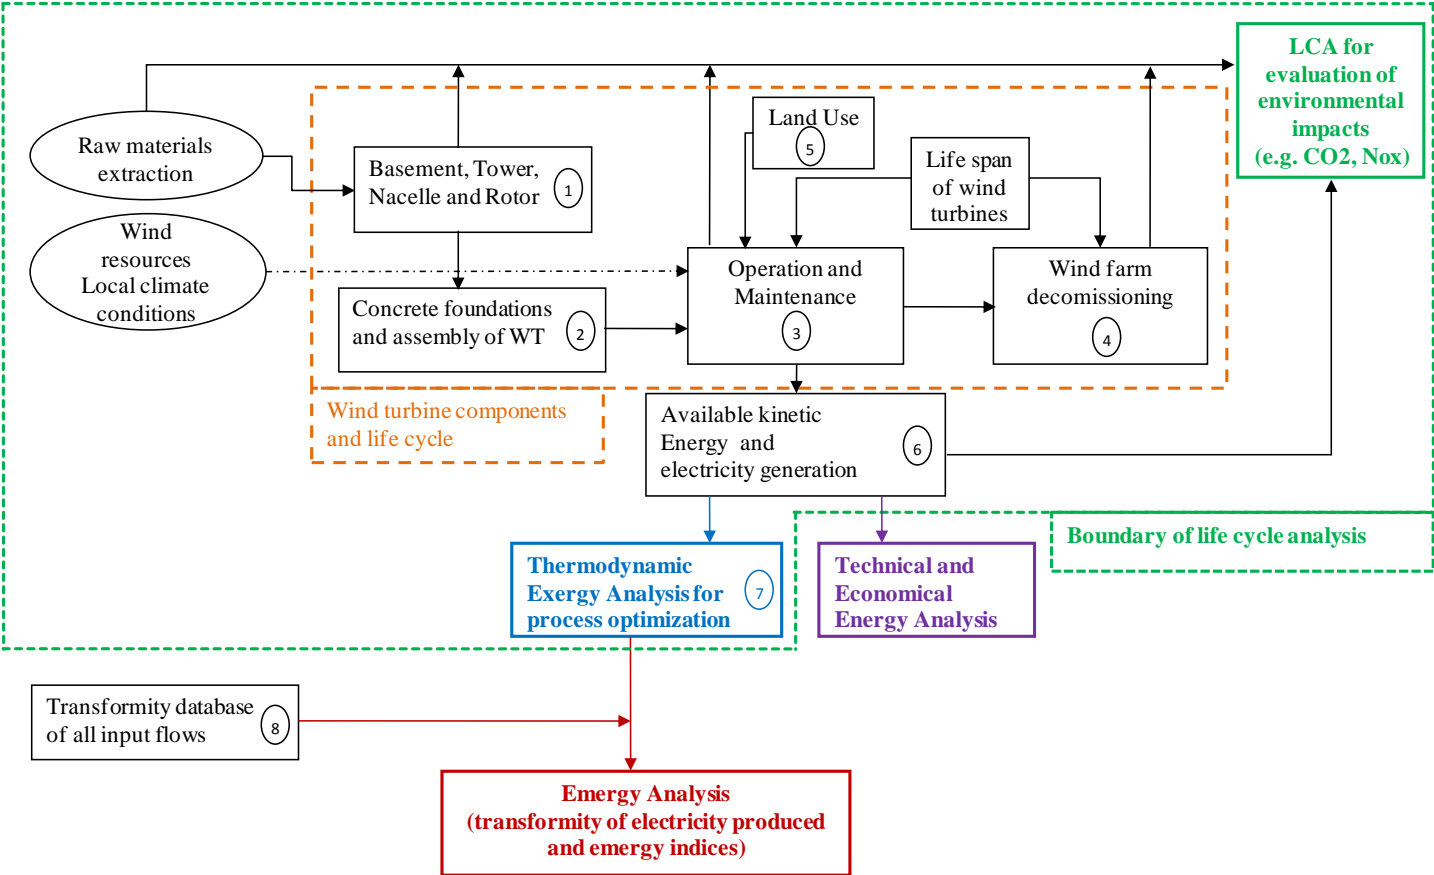 LCA for
evaluation of
environmental
impacts
(e.g. CO2, Nox)
Raw materials
extraction
Land Use
5
Basement, Tower,
Nacelle and Rotor
1
Life span
of wind
turbines
Wind
resources
Local climate
conditions
Operation and
Maintenance
3
Wind farm
decomissioning
4
Concrete foundations
and assembly of WT
2
Wind turbine components
and life cycle
Available kinetic
Energy and
electricity generation
6
Boundary of life cycle analysis
Thermodynamic
Exergy Analysis for
process optimization
7
Technical and
Economical
Energy Analysis
Transformity database
of all input flows
8
Emergy Analysis
(transformity of electricity produced
and emergy indices)